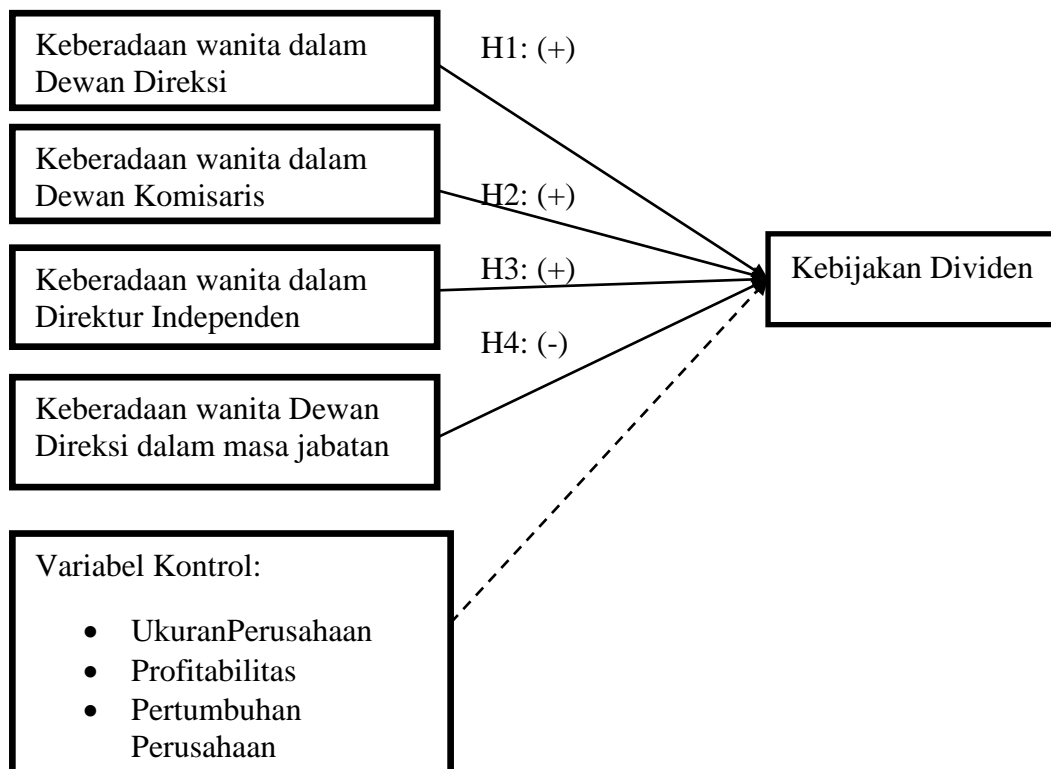 Keberadaan wanita dalam
Dewan Direksi
H1: (+)
Keberadaan wanita dalam
Dewan Komisaris
H2: (+)
Keberadaan wanita dalam
Direktur Independen
H3: (+)
Kebijakan Dividen
H4: (-)
Keberadaan wanita Dewan
Direksi dalam masa jabatan
Variabel Kontrol:
• UkuranPerusahaan
• Profitabilitas
• Pertumbuhan
Perusahaan